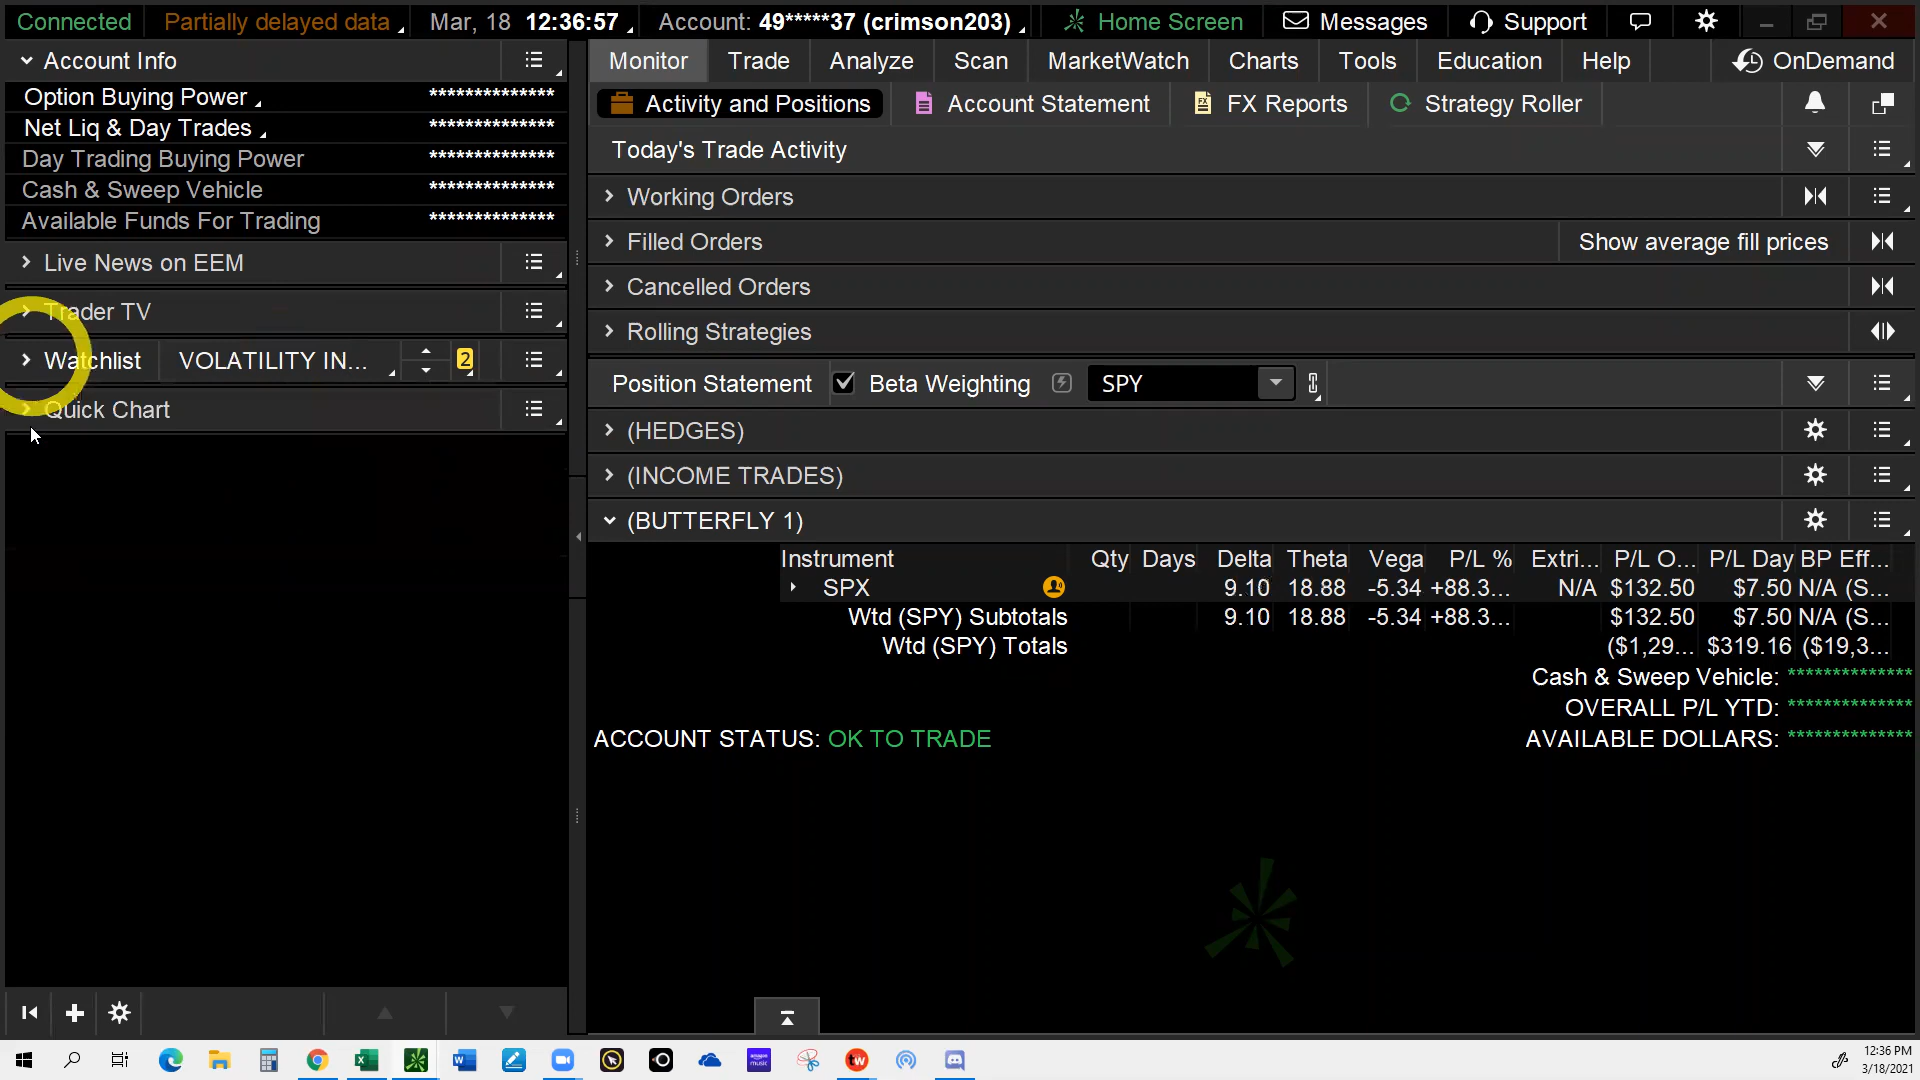 Connected Partially delayed data Mar, 18 12:36:57 Account: 49*****37 (crimson203) Home Screen Messages Support
Account Info
Option Buying Power **************
Net Liq & Day Trades **************
Day Trading Buying Power **************
Cash & Sweep Vehicle **************
Available Funds For Trading **************
Live News on EEM
Trader TV
Watchlist VOLATILITY IN... 2
Quick Chart
Monitor Trade Analyze Scan MarketWatch Charts Tools Education Help OnDemand
Activity and Positions Account Statement FX FX Reports Strategy Roller
Today's Trade Activity
Working Orders
Filled Orders Show average fill prices
Cancelled Orders
Rolling Strategies
Position Statement Beta Weighting SPY
(HEDGES)
(INCOME TRADES)
(BUTTERFLY 1)
Instrument Qty Days Delta Theta Vega P/L % Extri... P/L O... P/L Day BP Eff...
SPX 9.10 18.88 -5.34 +88.3... N/A $132.50 $7.50 N/A (S...
Wtd (SPY) Subtotals 9.10 18.88 -5.34 +88.3... $132.50 $7.50 N/A (S...
Wtd (SPY) Totals ($1,29... $319.16 ($19,3...
Cash & Sweep Vehicle: **************
OVERALL P/L YTD: **************
ACCOUNT STATUS: OK TO TRADE AVAILABLE DOLLARS: **************
W amazon music tw
12:36 PM
3/18/2021